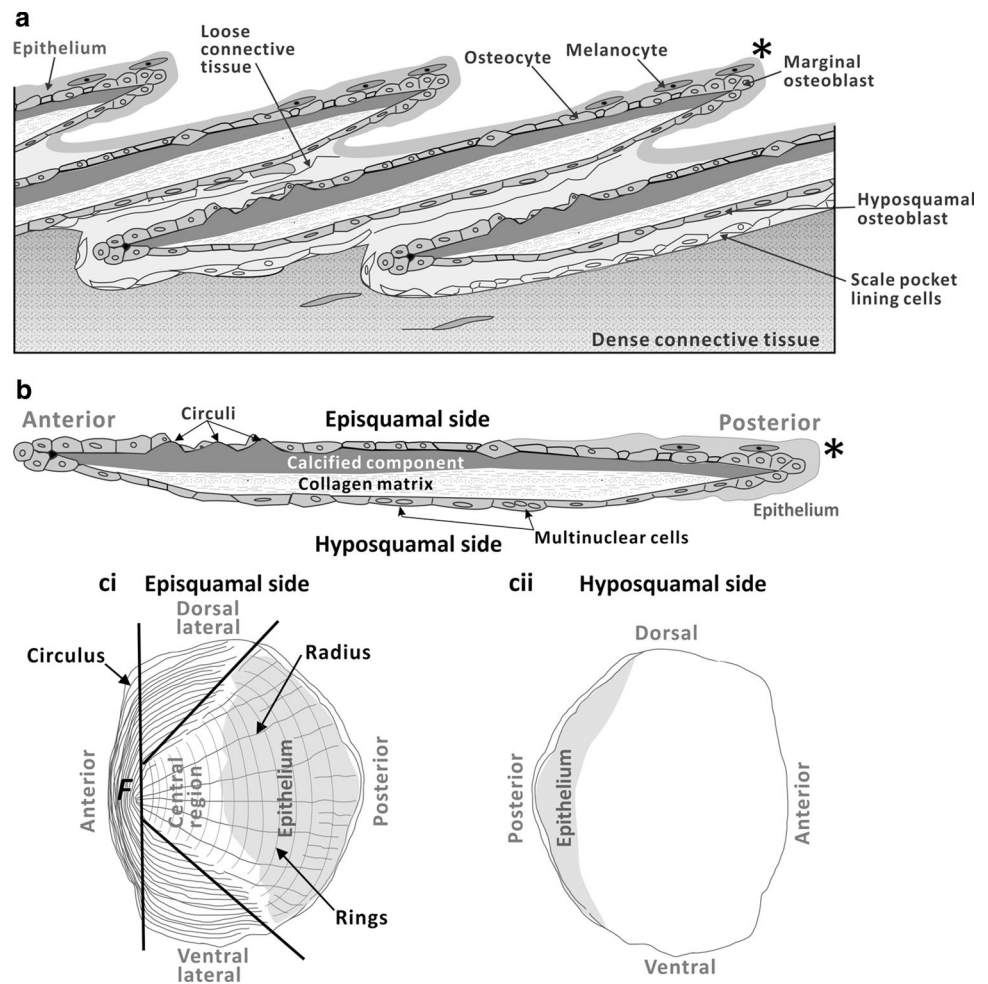 a
Epithelium
Loose
connective
tissue
Osteocyte
Melanocyte
*
Marginal
osteoblast
Hyposquamal
osteoblast
Scale pocket
lining cells
Dense connective tissue
b
Anterior
Circuli
Episquamal side
Posterior
*
Calcified component
Collagen matrix
Epithelium
Hyposquamal side
Multinuclear cells
ci Episquamal side
Dorsal
lateral
Circulus
Radius
Anterior
F
Central
region
Epithelium
Posterior
Rings
Ventral
lateral
cii Hyposquamal side
Dorsal
Posterior
Epithelium
Anterior
Ventral